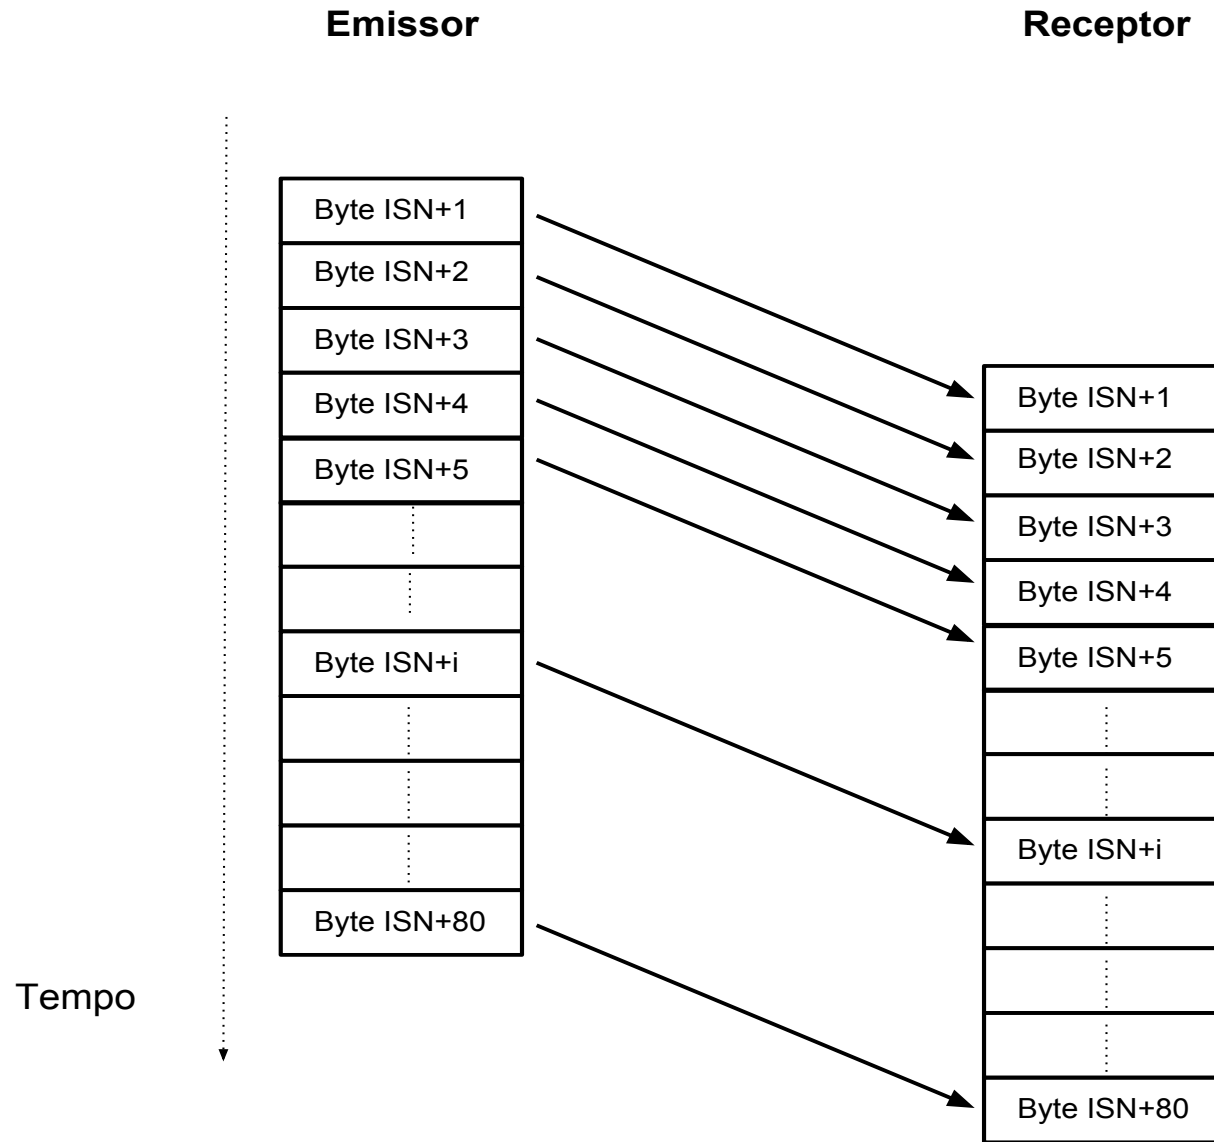 Emissor
Receptor
Byte ISN+1
Byte ISN+2
Byte ISN+3
Byte ISN+4
Byte ISN+5
Byte ISN+i
Byte ISN+80
Byte ISN+1
Byte ISN+2
Byte ISN+3
Byte ISN+4
Byte ISN+5
Byte ISN+i
Byte ISN+80
Tempo